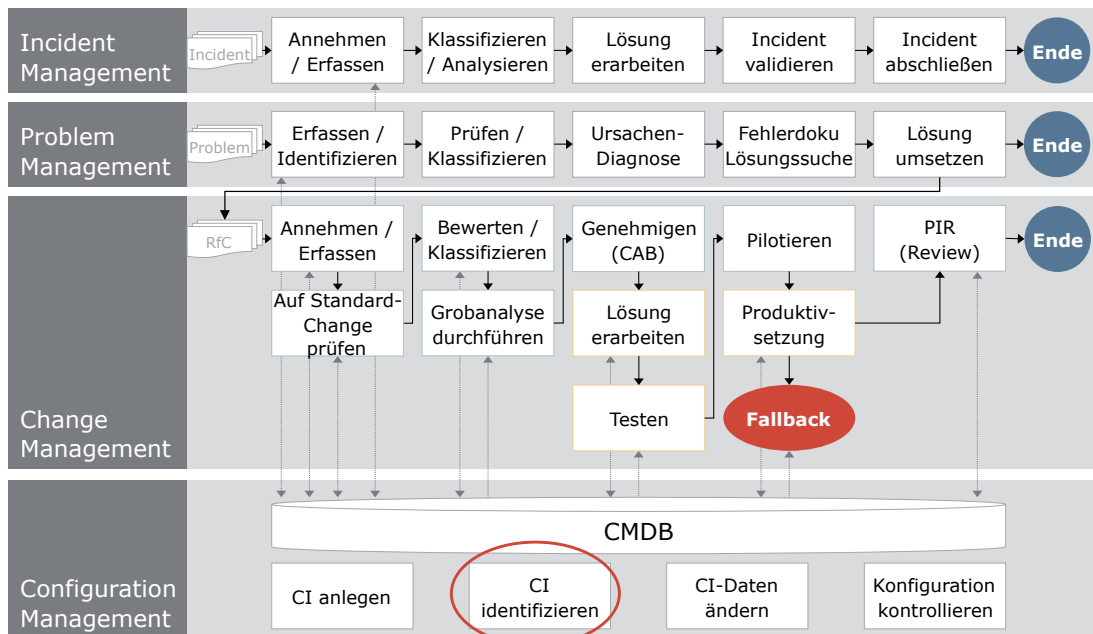 Incident
Management
Incident
Annehmen
/ Erfassen
Klassifizieren
/ Analysieren
Lösung
erarbeiten
Incident
validieren
Incident
abschließen
Ende
Problem
Management
Problem
Erfassen /
Identifizieren
Prüfen /
Klassifizieren
Ursachen-
Diagnose
Fehlerdoku
Lösungssuche
Lösung
umsetzen
Ende
Change
Management
RfC
Annehmen /
Erfassen
Bewerten /
Klassifizieren
Genehmigen
(CAB)
Pilotieren
PIR
(Review)
Ende
Auf Standard-
Change
prüfen
Grobanalyse
durchführen
Lösung
erarbeiten
Produktiv-
setzung
Testen
Fallback
Configuration
Management
CMDB
CI anlegen
CI
identifizieren
CI-Daten
ändern
Konfiguration
kontrollieren